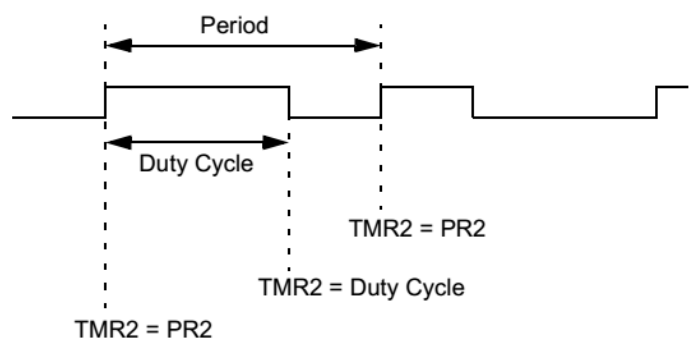 Period
Duty Cycle
TMR2 = PR2
TMR2 = Duty Cycle
TMR2 = PR2